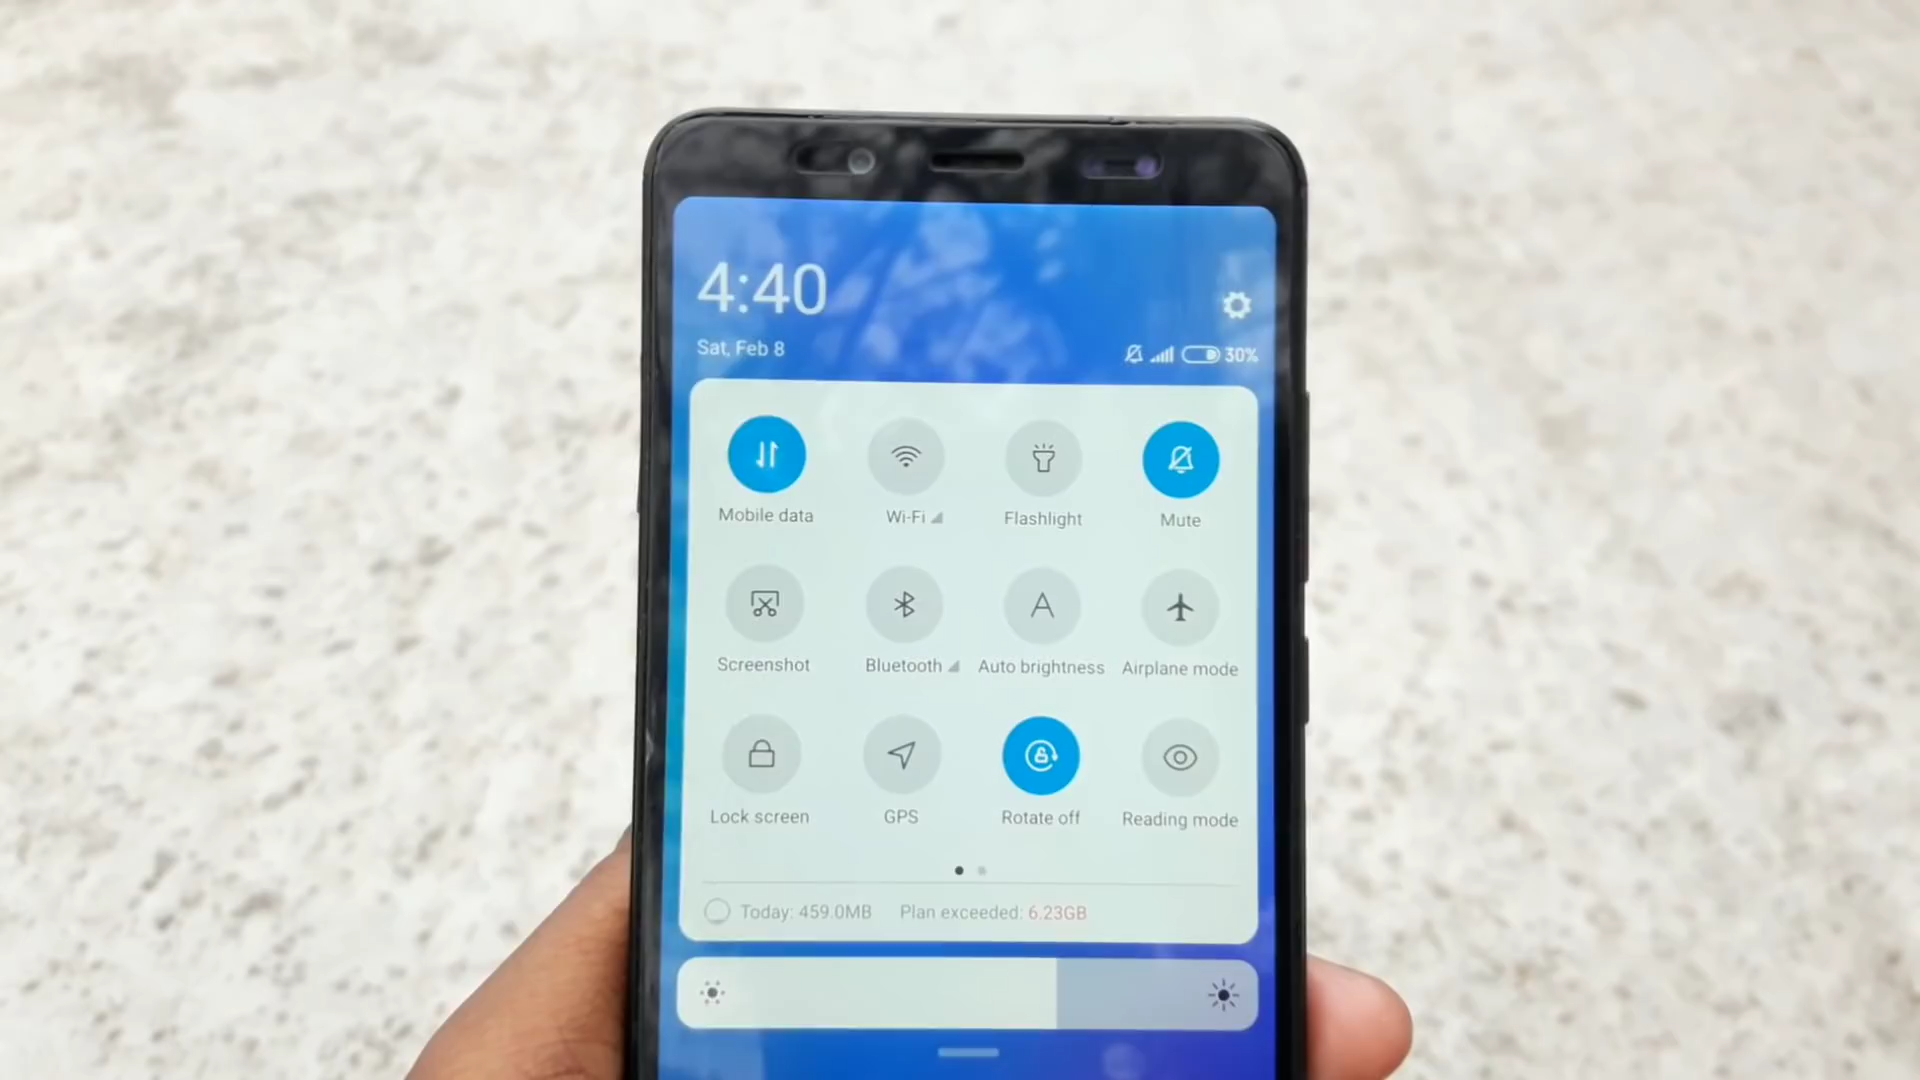 4:40
Sat, Feb 8
30%
Mobile data
Wi-Fi
Flashlight
Mute
Screenshot
Bluetooth
A
Auto brightness
Airplane mode
Lock screen
GPS
Rotate off
Reading mode
Today: 459.0MB Plan exceeded: 6.23GB